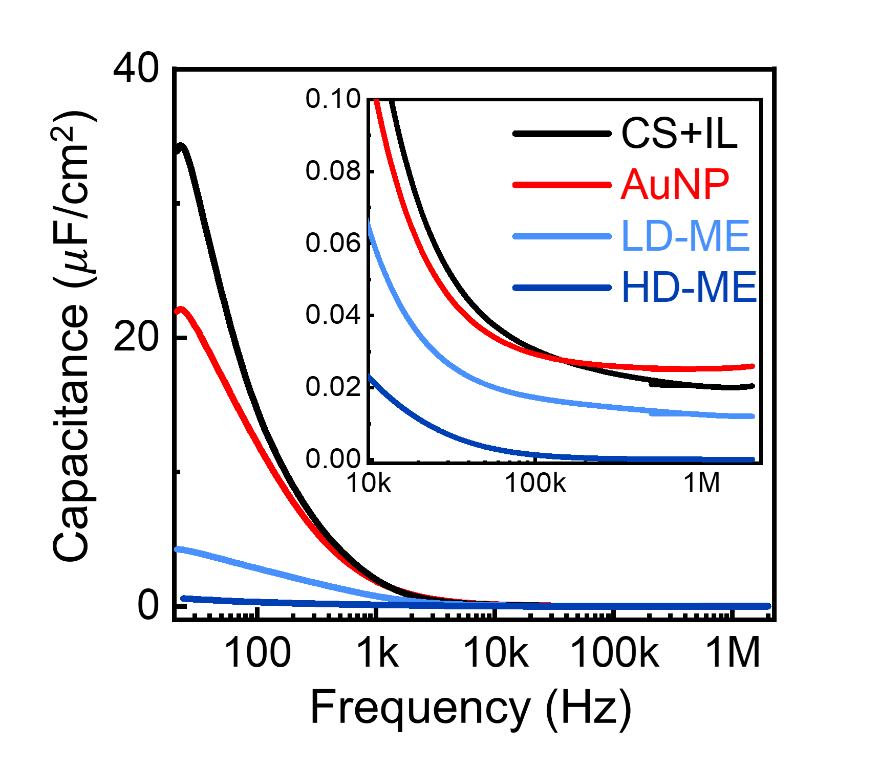 40
20
0
Capacitance (μF/cm²)
0.10
0.08
0.06
0.04
0.02
0.00
10k 100k 1M
CS+IL
AuNP
LD-ME
HD-ME
100 1k 10k 100k 1M
Frequency (Hz)